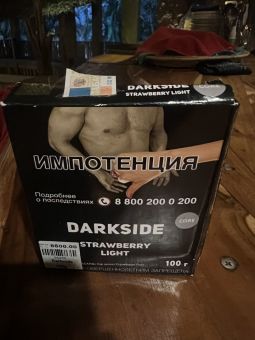 DARKSIDE
STRAWBERRY LIGHT
CORE
ИМПОТЕНЦИЯ
Подробнее
о последствиях
8 800 200 0 200
DARKSIDE
CORE
STRAWBERRY
LIGHT
100 г